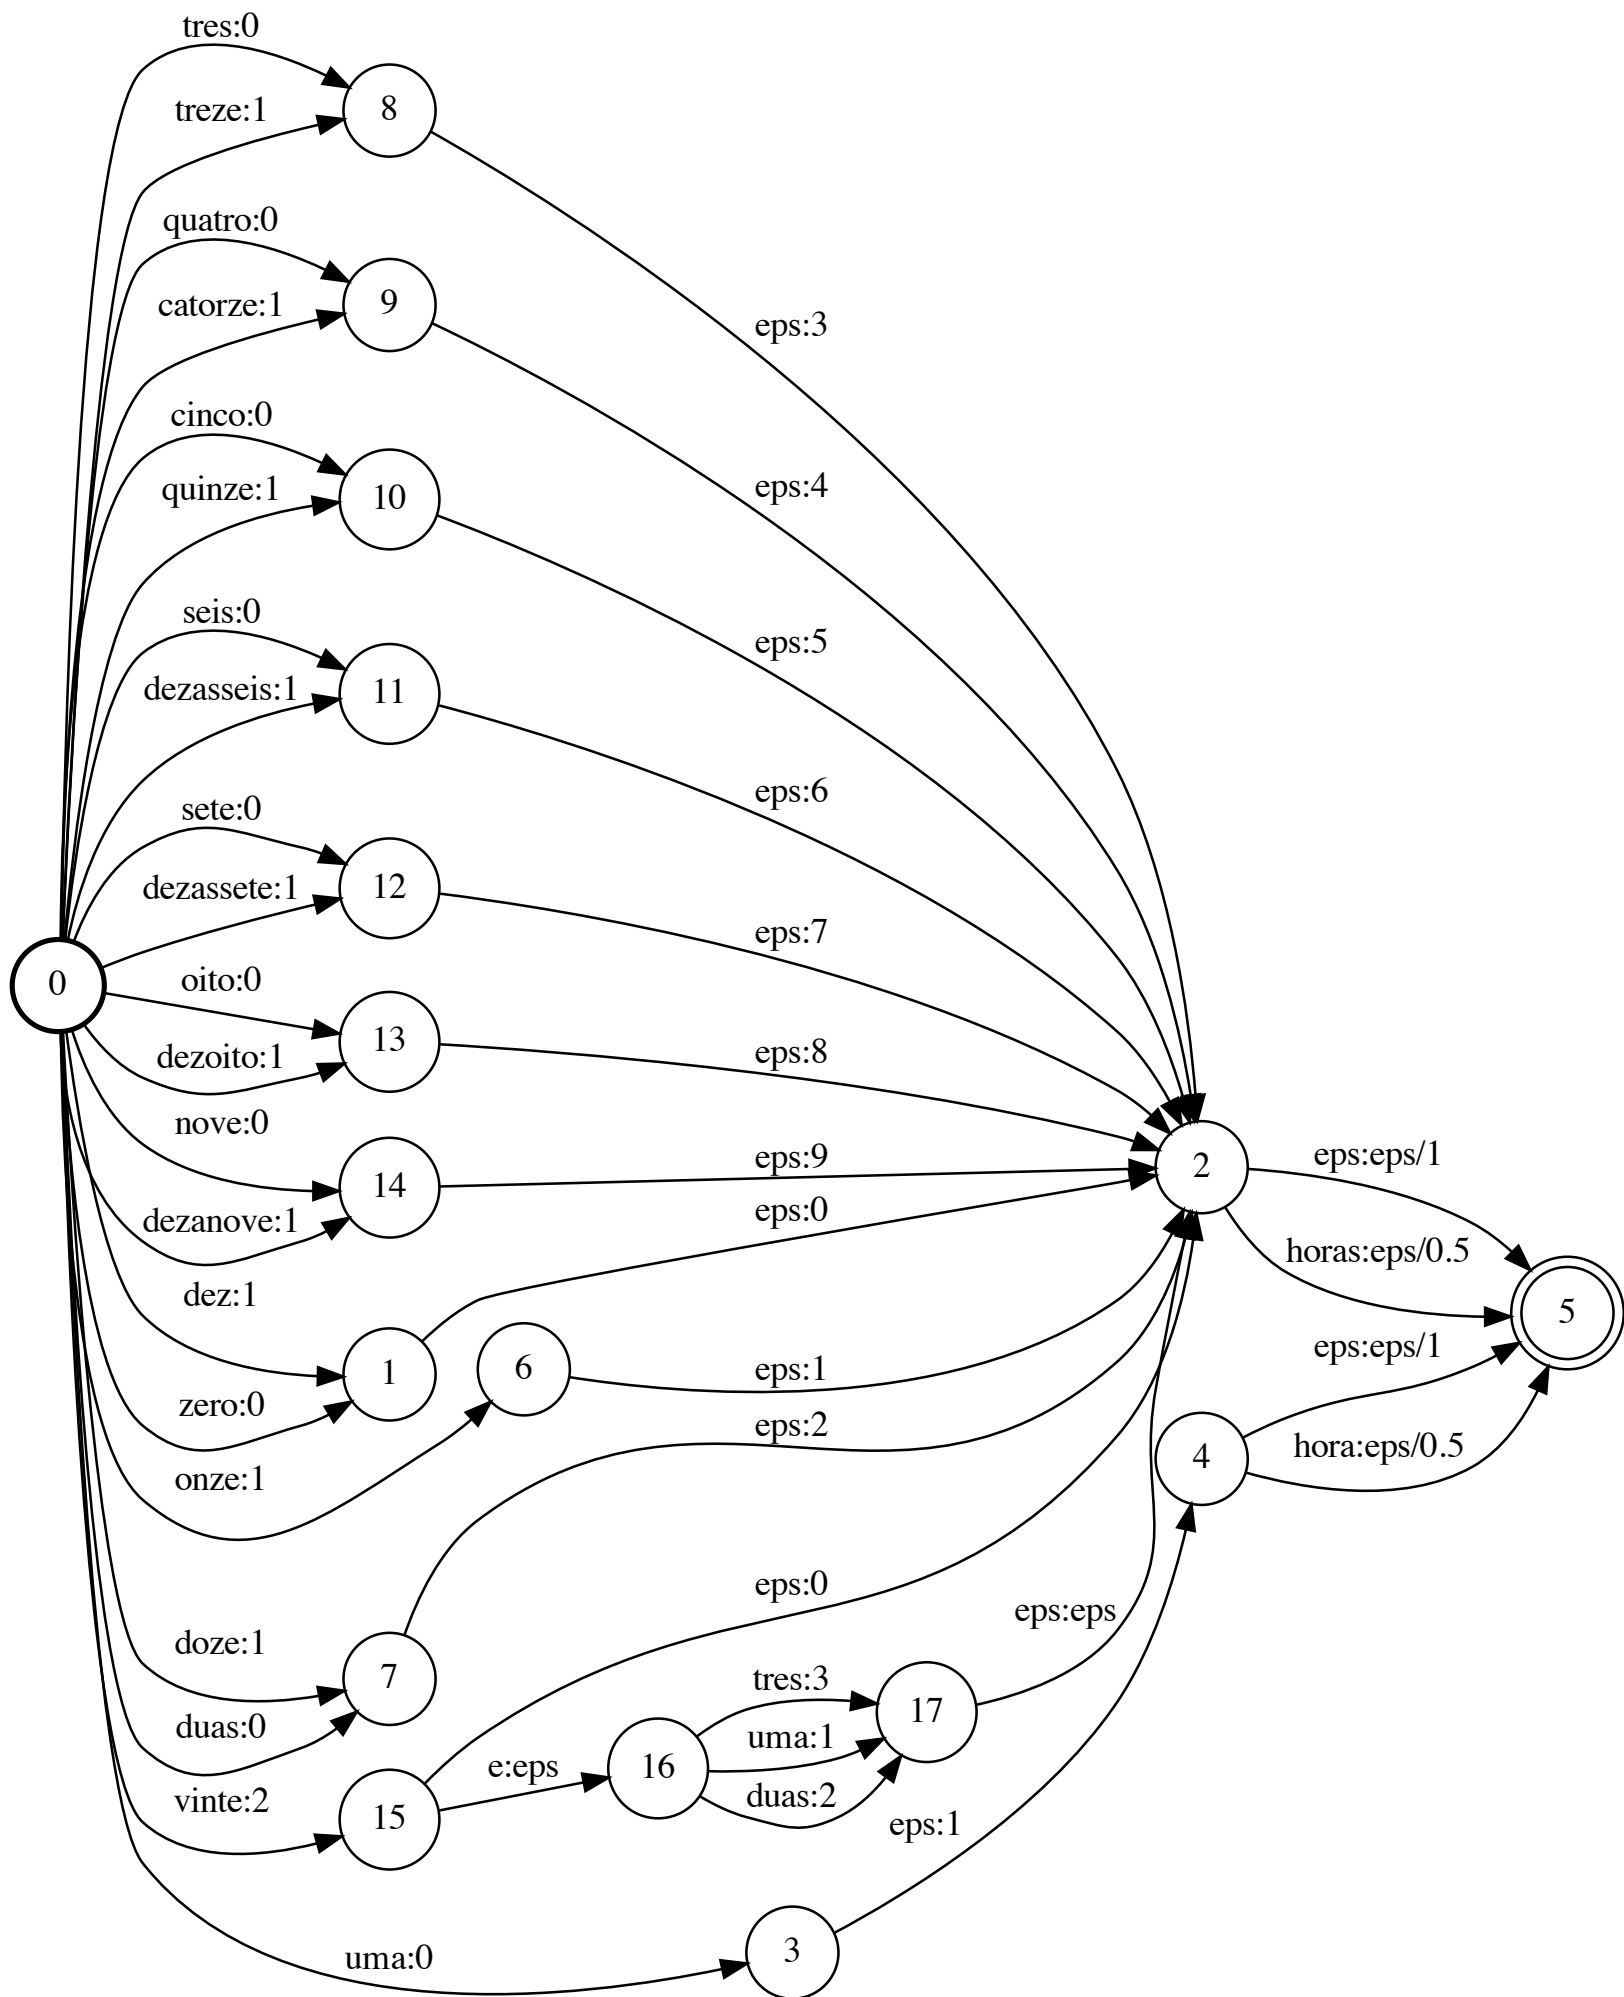 tres:0
8
treze:1
quatro:0
9
catorze:1
eps:3
cinco:0
quinze:1
10
eps:4
seis:0
dezasseis:1
11
eps:5
sete:0
dezassete:1
12
eps:6
0
oito:0
13
dezoito:1
eps:7
eps:8
nove:0
14
dezanove:1
eps:9
eps:0
2
eps:eps/1
horas:eps/0.5
5
dez:1
1
zero:0
6
eps:1
eps:eps/1
hora:eps/0.5
4
onze:1
eps:2
doze:1
7
duas:0
eps:0
eps:eps
vinte:2
15
e:eps
16
tres:3
uma:1
duas:2
17
eps:1
uma:0
3